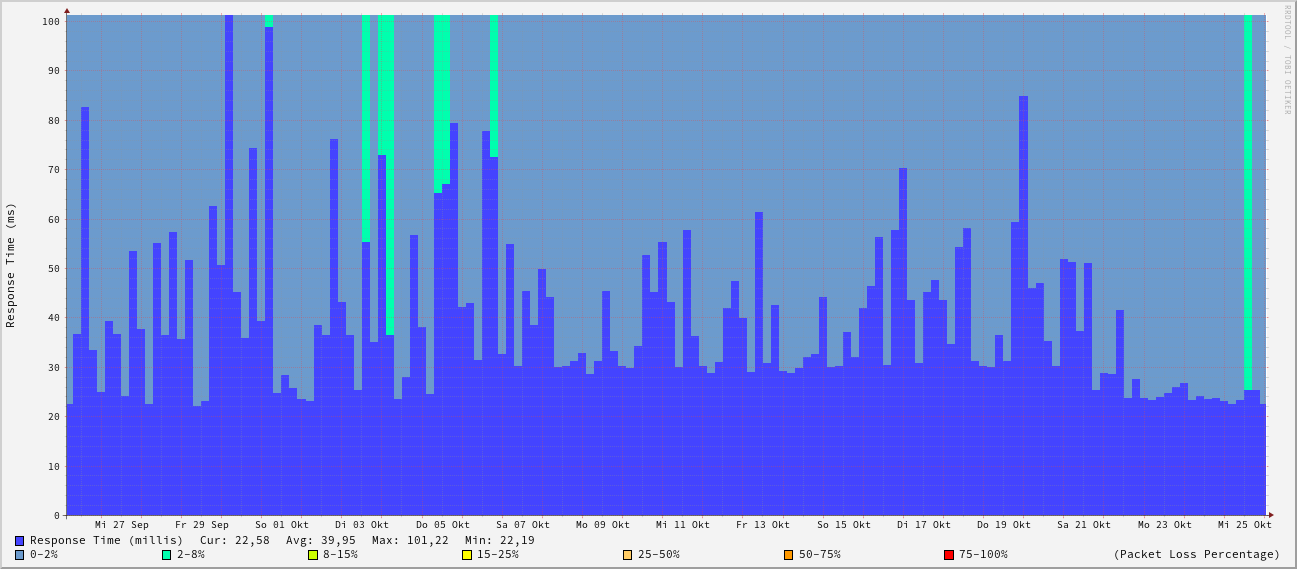 RRDTOOL / TOBI OETIKER
Response Time (ms)
100
90
80
70
60
50
40
30
20
10
0
Mi 27 Sep Fr 29 Sep So 01 Okt Di 03 Okt Do 05 Okt Sa 07 Okt Mo 09 Okt Mi 11 Okt Fr 13 Okt So 15 Okt Di 17 Okt Do 19 Okt Sa 21 Okt Mo 23 Okt Mi 25 Okt
Response Time (millis) Cur: 22,58 Avg: 39,95 Max: 101,22 Min: 22,19
0-2% 2-8% 8-15% 15-25% 25-50% 50-75% 75-100% (Packet Loss Percentage)